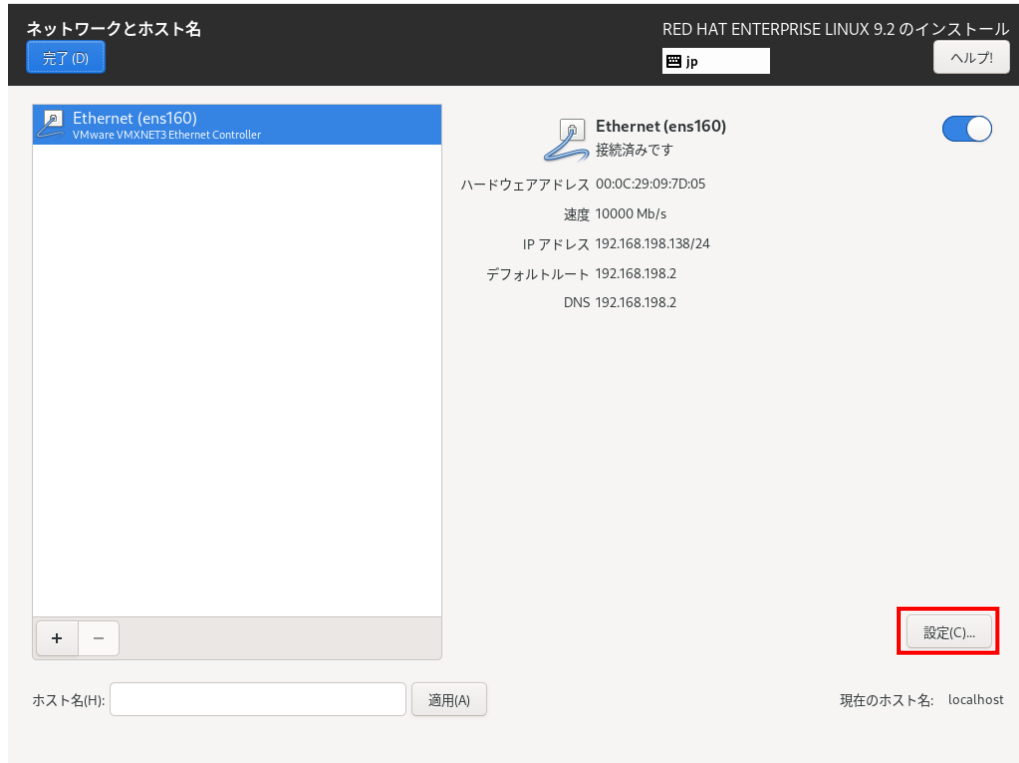 ネットワークとホスト名
RED HAT ENTERPRISE LINUX 9.2 のインストール
完了 (D)
jp
ヘルプ!
Ethernet (ens160)
VMware VMXNET3 Ethernet Controller
Ethernet (ens160)
接続済みです
ハードウェアアドレス 00:0C:29:09:7D:05
速度 10000 Mb/s
IP アドレス 192.168.198.138/24
デフォルトルート 192.168.198.2
DNS 192.168.198.2
+ −
設定(C)...
ホスト名(H):
適用(A)
現在のホスト名: localhost